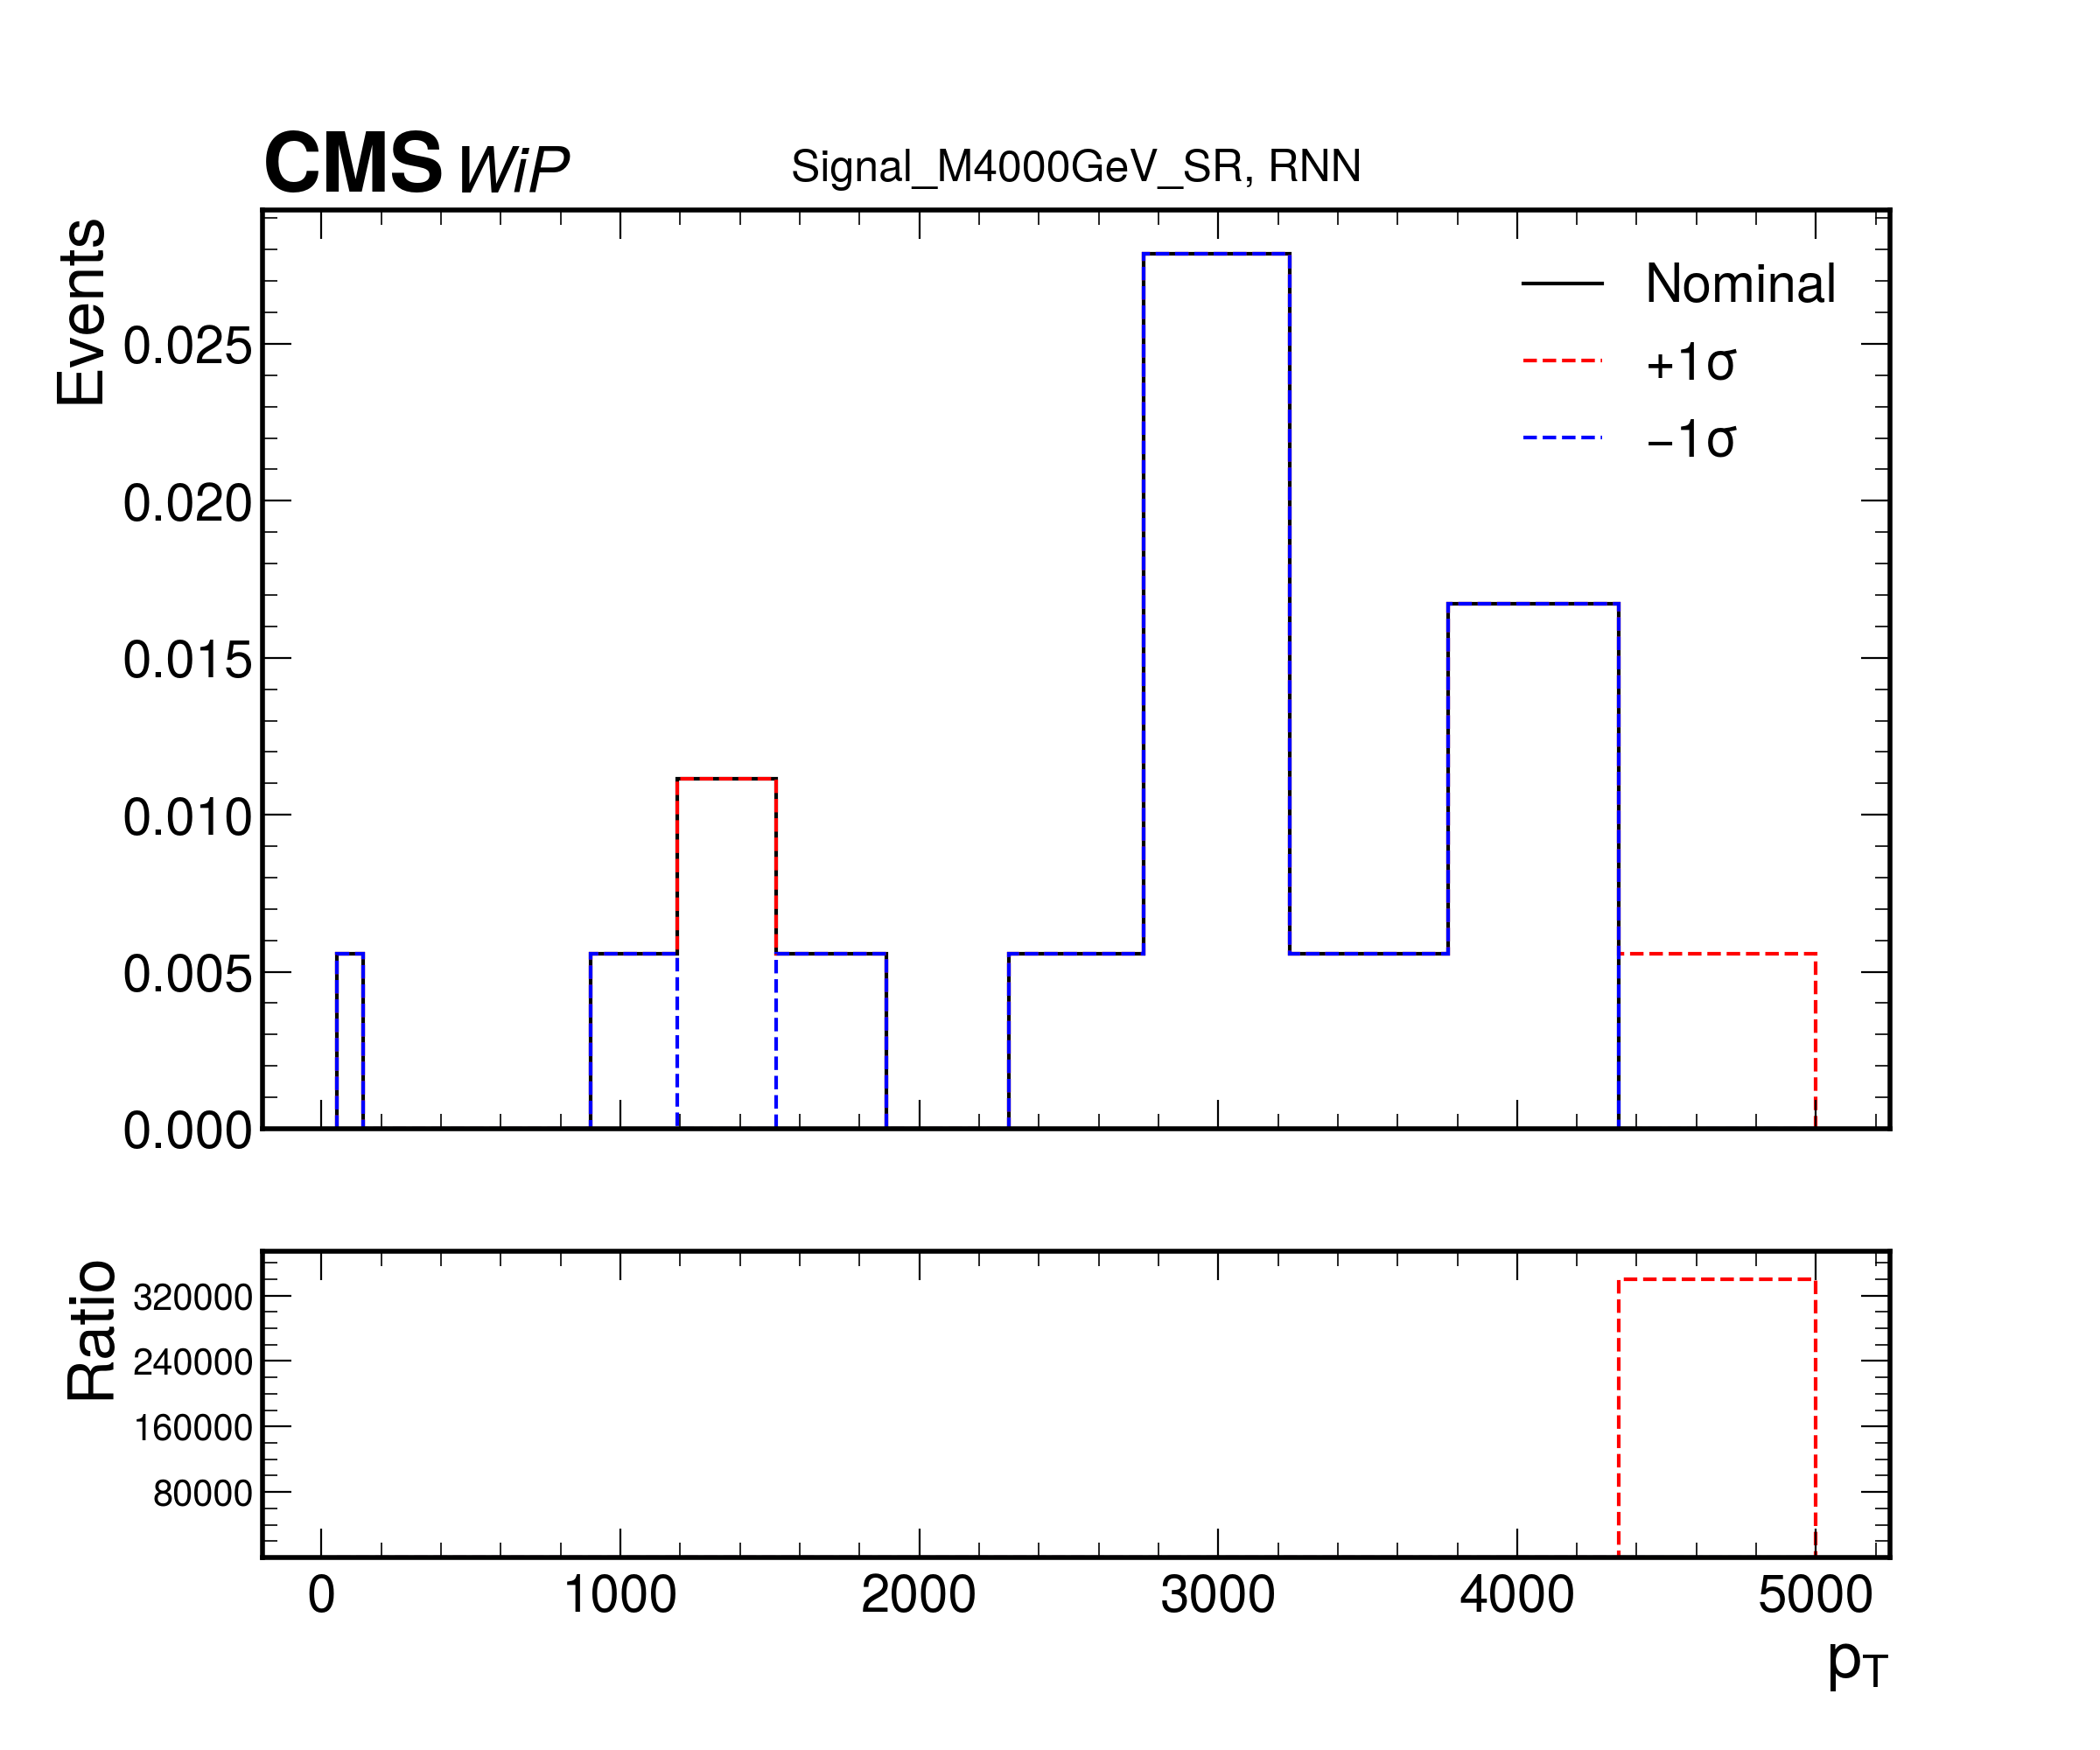 CMS WiP
Signal_M4000GeV_SR, RNN
Events
0.025
0.020
0.015
0.010
0.005
0.000
Nominal
+1σ
−1σ
Ratio
320000
240000
160000
80000
0 1000 2000 3000 4000 5000
pT